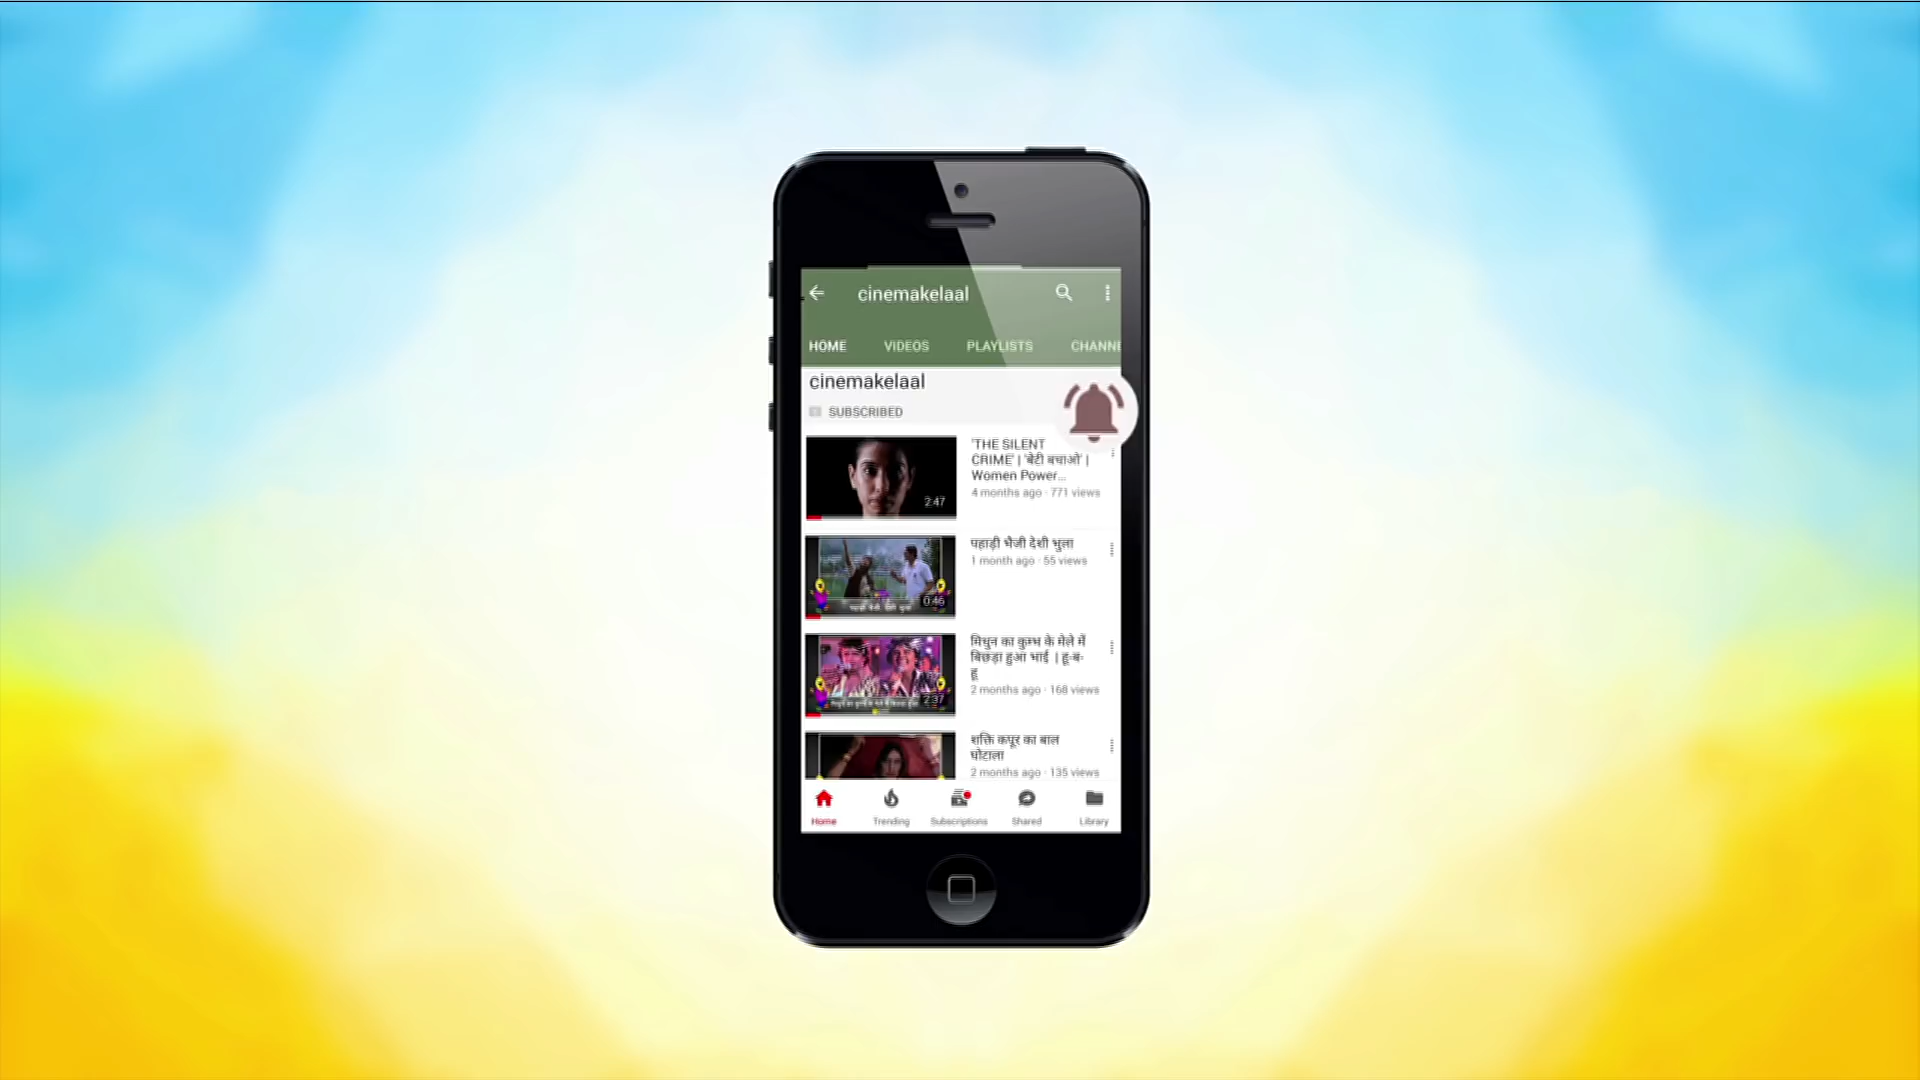 cinemakelaal
HOME VIDEOS PLAYLISTS CHANNE
cinemakelaal
SUBSCRIBED
'THE SILENT
CRIME' | 'बेटी बचाओ' |
Women Power...
4 months ago · 771 views
2:47
पहाड़ी भैजी देशी भुला
1 month ago · 55 views
0:46
मिथुन का कुम्भ के मेले में
बिछड़ा हुआ भाई | हू-ब-
हू
2 months ago · 168 views
2:37
शक्ति कपूर का बाल
घोटाला
2 months ago · 135 views
Home Trending Subscriptions Shared Library